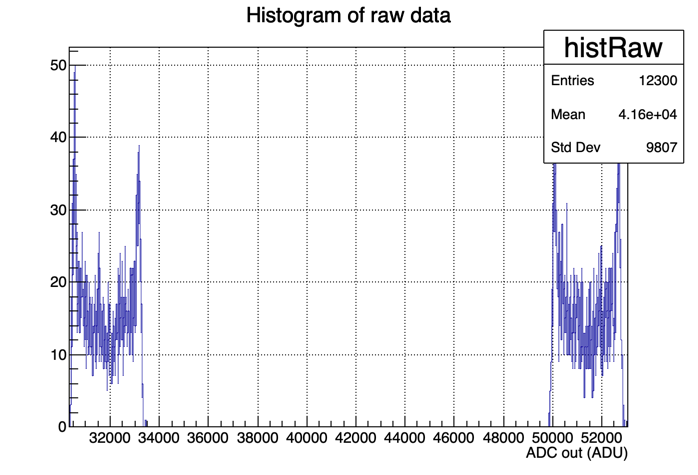 Histogram of raw data
histRaw
Entries 12300
Mean 4.16e+04
Std Dev 9807
50
40
30
20
10
0
32000 34000 36000 38000 40000 42000 44000 46000 48000 50000 52000
ADC out (ADU)